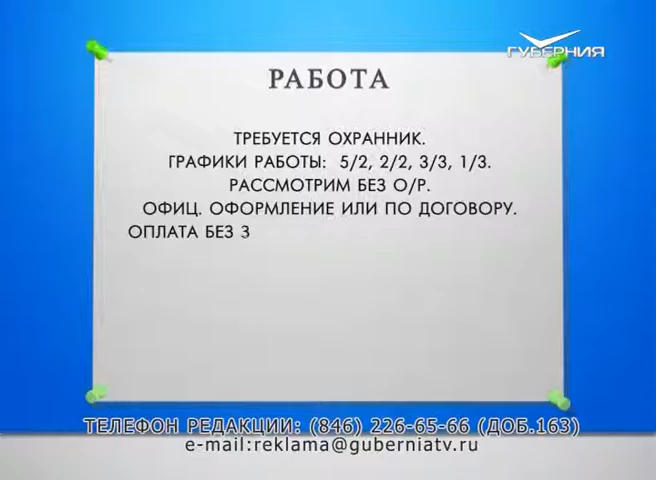 ГУБЕРНИЯ
РАБОТА
ТРЕБУЕТСЯ ОХРАННИК.
ГРАФИКИ РАБОТЫ: 5/2, 2/2, 3/3, 1/3.
РАССМОТРИМ БЕЗ О/Р.
ОФИЦ. ОФОРМЛЕНИЕ ИЛИ ПО ДОГОВОРУ.
ОПЛАТА БЕЗ З
ТЕЛЕФОН РЕДАКЦИИ: (846) 226-65-66 (ДОБ.163)
e-mail:reklama@guberniatv.ru